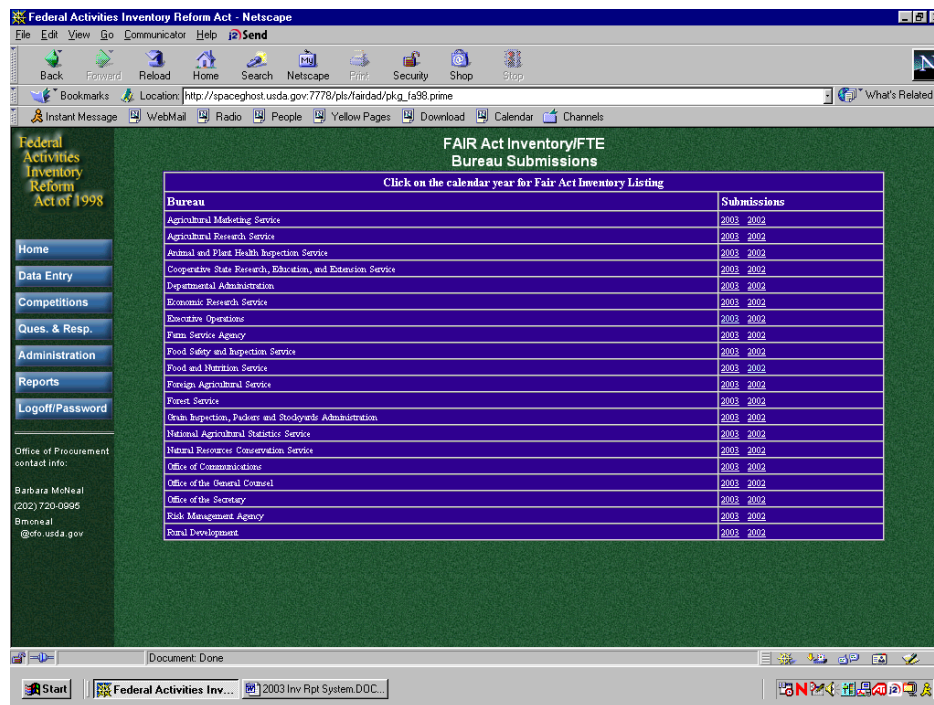 Federal Activities Inventory Reform Act - Netscape
File Edit View Go Communicator Help Send
Back Forward Reload Home Search Netscape Print Security Shop Stop
Bookmarks Location: http://spaceghost.usda.gov:7778/pls/fairdad/pkg_fa98.prime What's Related
Instant Message WebMail Radio People Yellow Pages Download Calendar Channels
Federal
Activities
Inventory
Reform
Act of 1998
Home
Data Entry
Competitions
Ques. & Resp.
Administration
Reports
Logoff/Password
Office of Procurement
contact info:
Barbara McNeal
(202) 720-0995
Bmcneal
@cfo.usda.gov
FAIR Act Inventory/FTE
Bureau Submissions
Click on the calendar year for Fair Act Inventory Listing
Bureau Submissions
Agricultural Marketing Service 2003 2002
Agricultural Research Service 2003 2002
Animal and Plant Health Inspection Service 2003 2002
Cooperative State Research, Education, and Extension Service 2003 2002
Departmental Administration 2003 2002
Economic Research Service 2003 2002
Executive Operations 2003 2002
Farm Service Agency 2003 2002
Food Safety and Inspection Service 2003 2002
Food and Nutrition Service 2003 2002
Foreign Agricultural Service 2003 2002
Forest Service 2003 2002
Grain Inspection, Packers and Stockyards Administration 2003 2002
National Agricultural Statistics Service 2003 2002
Natural Resources Conservation Service 2003 2002
Office of Communications 2003 2002
Office of the General Counsel 2003 2002
Office of the Secretary 2003 2002
Risk Management Agency 2003 2002
Rural Development 2003 2002
Document: Done
Start Federal Activities Inv... 2003 Inv Rpt System.DOC...